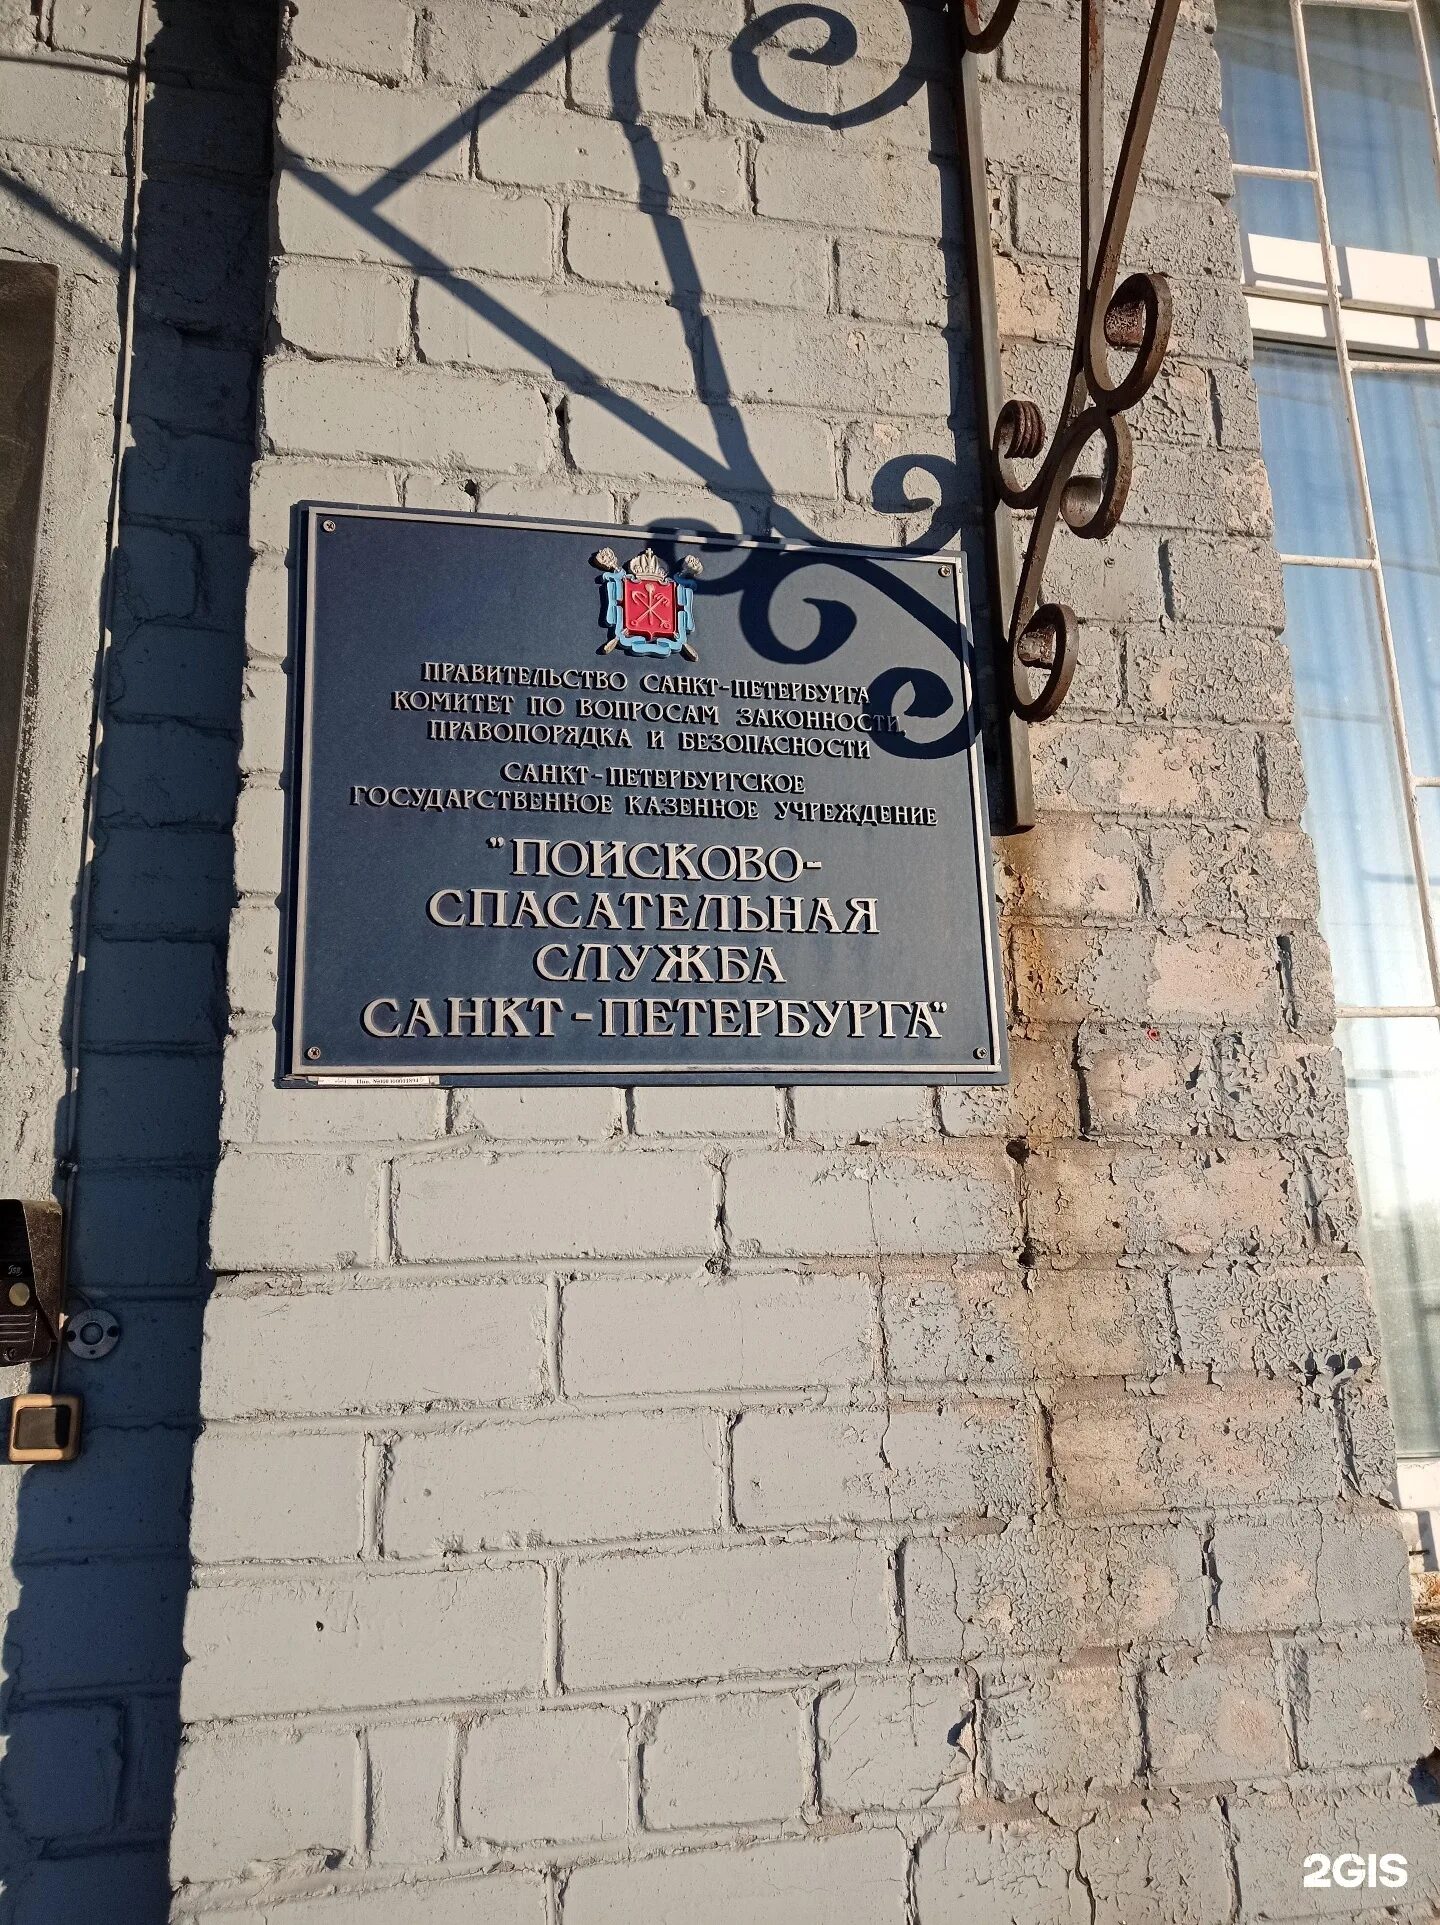 ПРАВИТЕЛЬСТВО САНКТ-ПЕТЕРБУРГА
КОМИТЕТ ПО ВОПРОСАМ ЗАКОННОСТИ,
ПРАВОПОРЯДКА И БЕЗОПАСНОСТИ
САНКТ-ПЕТЕРБУРГСКОЕ
ГОСУДАРСТВЕННОЕ КАЗЕННОЕ УЧРЕЖДЕНИЕ
"ПОИСКОВО-
СПАСАТЕЛЬНАЯ
СЛУЖБА
САНКТ-ПЕТЕРБУРГА"
2GIS